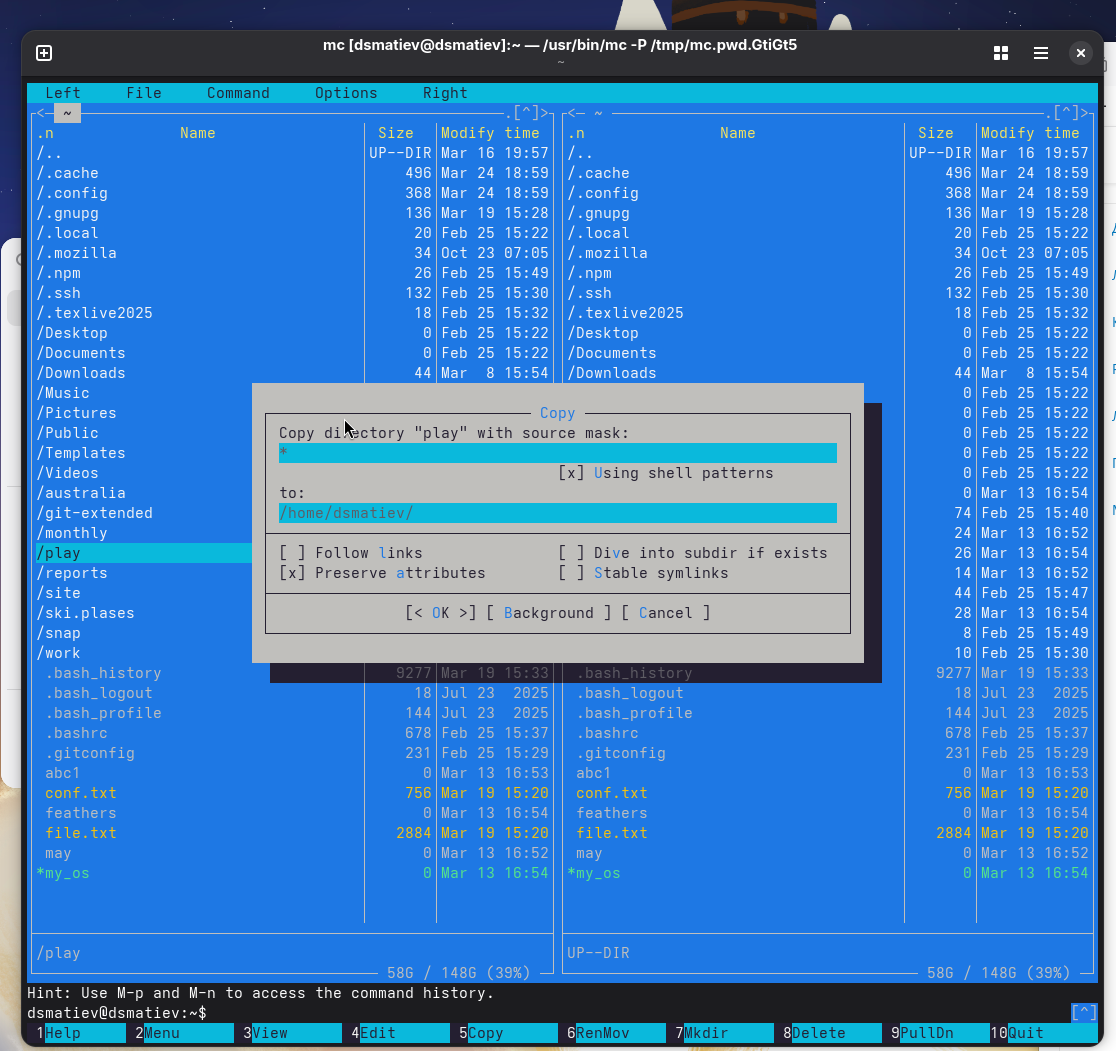 mc [dsmatiev@dsmatiev]:~ — /usr/bin/mc -P /tmp/mc.pwd.GtiGt5
~
Left File Command Options Right
<─ ~ .[^]> <─ ~ .[^]>
.n Name Size Modify time .n Name Size Modify time
/.. UP--DIR Mar 16 19:57 /.. UP--DIR Mar 16 19:57
/.cache 496 Mar 24 18:59 /.cache 496 Mar 24 18:59
/.config 368 Mar 24 18:59 /.config 368 Mar 24 18:59
/.gnupg 136 Mar 19 15:28 /.gnupg 136 Mar 19 15:28
/.local 20 Feb 25 15:22 /.local 20 Feb 25 15:22
/.mozilla 34 Oct 23 07:05 /.mozilla 34 Oct 23 07:05
/.npm 26 Feb 25 15:49 /.npm 26 Feb 25 15:49
/.ssh 132 Feb 25 15:30 /.ssh 132 Feb 25 15:30
/.texlive2025 18 Feb 25 15:32 /.texlive2025 18 Feb 25 15:32
/Desktop 0 Feb 25 15:22 /Desktop 0 Feb 25 15:22
/Documents 0 Feb 25 15:22 /Documents 0 Feb 25 15:22
/Downloads 44 Mar 8 15:54 /Downloads 44 Mar 8 15:54
/Music 0 Feb 25 15:22
/Pictures Copy 0 Feb 25 15:22
/Public Copy directory "play" with source mask: 0 Feb 25 15:22
/Templates * 0 Feb 25 15:22
/Videos [x] Using shell patterns 0 Feb 25 15:22
/australia to: 0 Mar 13 16:54
/git-extended /home/dsmatiev/ 74 Feb 25 15:40
/monthly 24 Mar 13 16:52
/play [ ] Follow links [ ] Dive into subdir if exists 26 Mar 13 16:54
/reports [x] Preserve attributes [ ] Stable symlinks 14 Mar 13 16:52
/site 44 Feb 25 15:47
/ski.plases [< OK >] [ Background ] [ Cancel ] 28 Mar 13 16:54
/snap 8 Feb 25 15:49
/work 10 Feb 25 15:30
.bash_history 9277 Mar 19 15:33 .bash_history 9277 Mar 19 15:33
.bash_logout 18 Jul 23 2025 .bash_logout 18 Jul 23 2025
.bash_profile 144 Jul 23 2025 .bash_profile 144 Jul 23 2025
.bashrc 678 Feb 25 15:37 .bashrc 678 Feb 25 15:37
.gitconfig 231 Feb 25 15:29 .gitconfig 231 Feb 25 15:29
abc1 0 Mar 13 16:53 abc1 0 Mar 13 16:53
conf.txt 756 Mar 19 15:20 conf.txt 756 Mar 19 15:20
feathers 0 Mar 13 16:54 feathers 0 Mar 13 16:54
file.txt 2884 Mar 19 15:20 file.txt 2884 Mar 19 15:20
may 0 Mar 13 16:52 may 0 Mar 13 16:52
*my_os 0 Mar 13 16:54 *my_os 0 Mar 13 16:54
/play UP--DIR
58G / 148G (39%) 58G / 148G (39%)
Hint: Use M-p and M-n to access the command history.
dsmatiev@dsmatiev:~$ [^]
1Help 2Menu 3View 4Edit 5Copy 6RenMov 7Mkdir 8Delete 9PullDn 10Quit